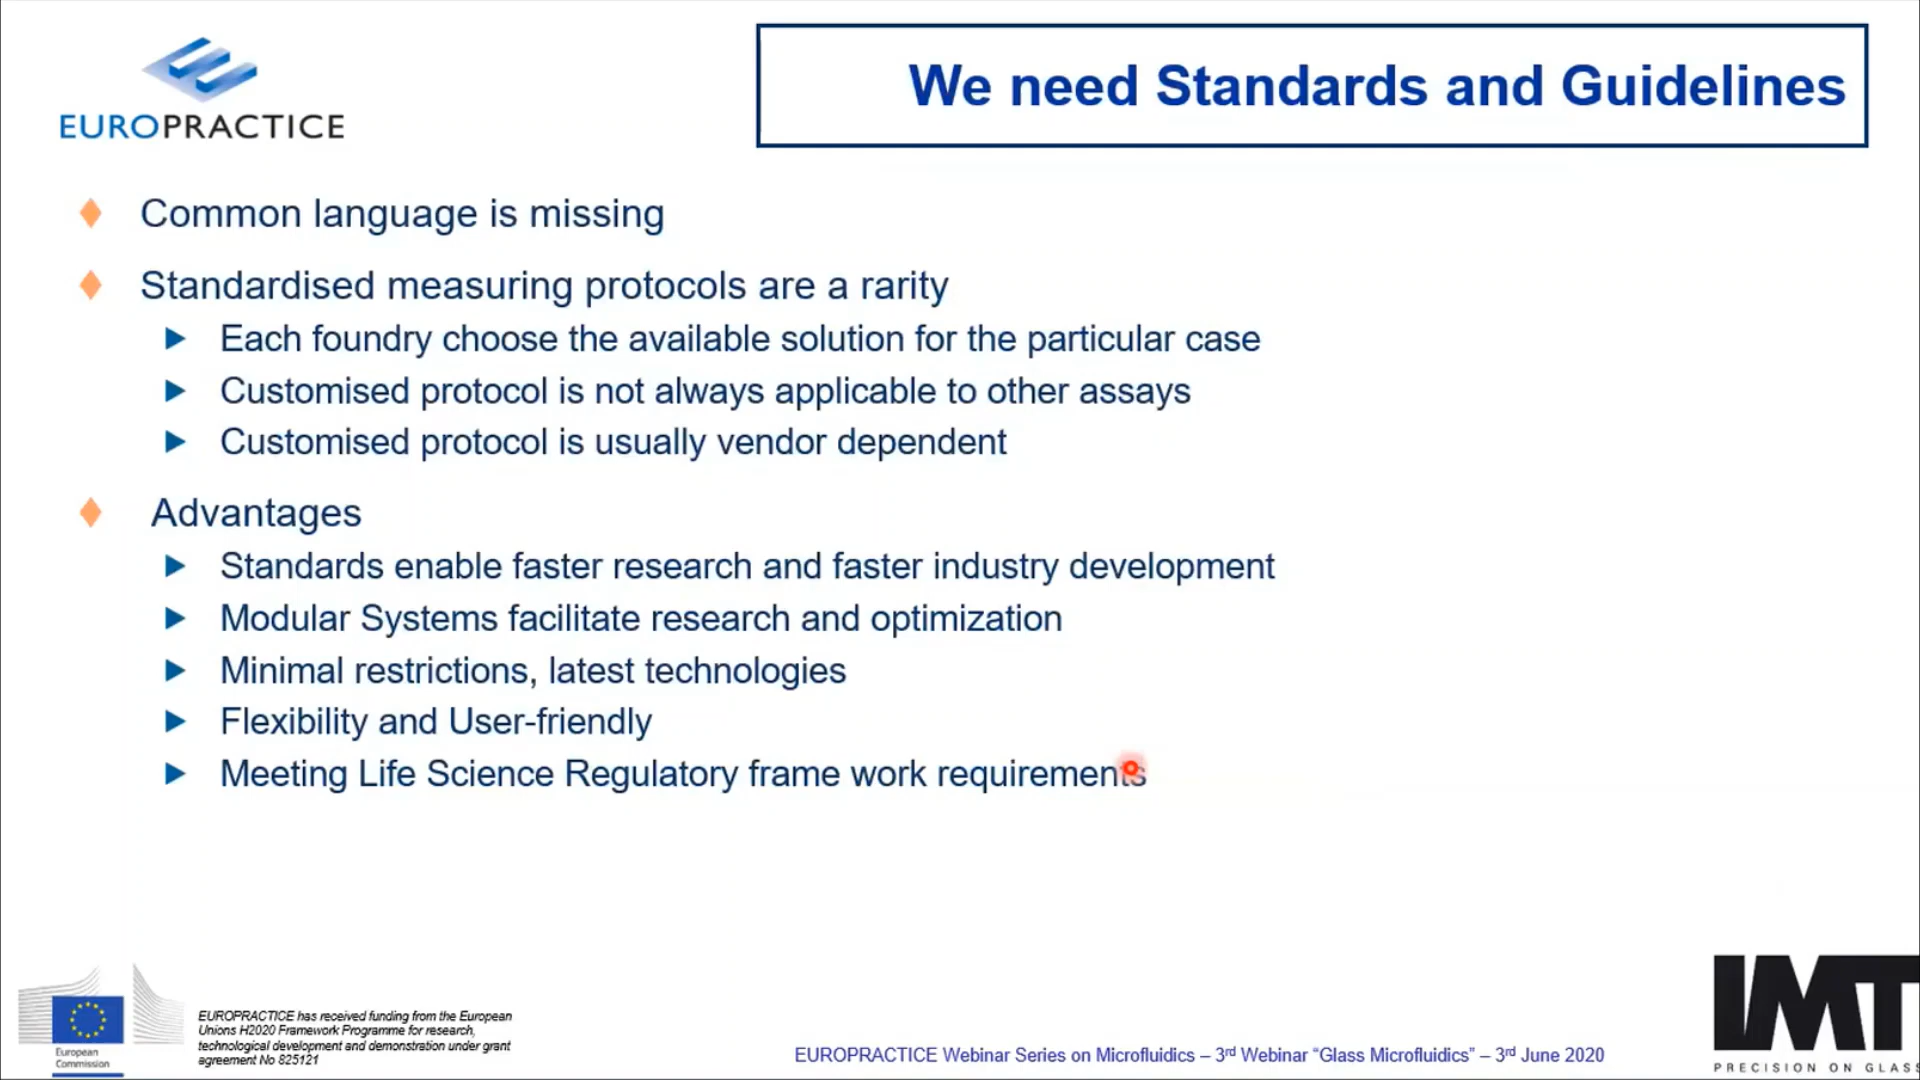 EUROPRACTICE
We need Standards and Guidelines
Common language is missing
Standardised measuring protocols are a rarity
Each foundry choose the available solution for the particular case
Customised protocol is not always applicable to other assays
Customised protocol is usually vendor dependent
Advantages
Standards enable faster research and faster industry development
Modular Systems facilitate research and optimization
Minimal restrictions, latest technologies
Flexibility and User-friendly
Meeting Life Science Regulatory frame work requirements
European
Commission
EUROPRACTICE has received funding from the European
Unions H2020 Framework Programme for research,
technological development and demonstration under grant
agreement No 825121
EUROPRACTICE Webinar Series on Microfluidics – 3rd Webinar “Glass Microfluidics” – 3rd June 2020
IMT
PRECISION ON GLASS